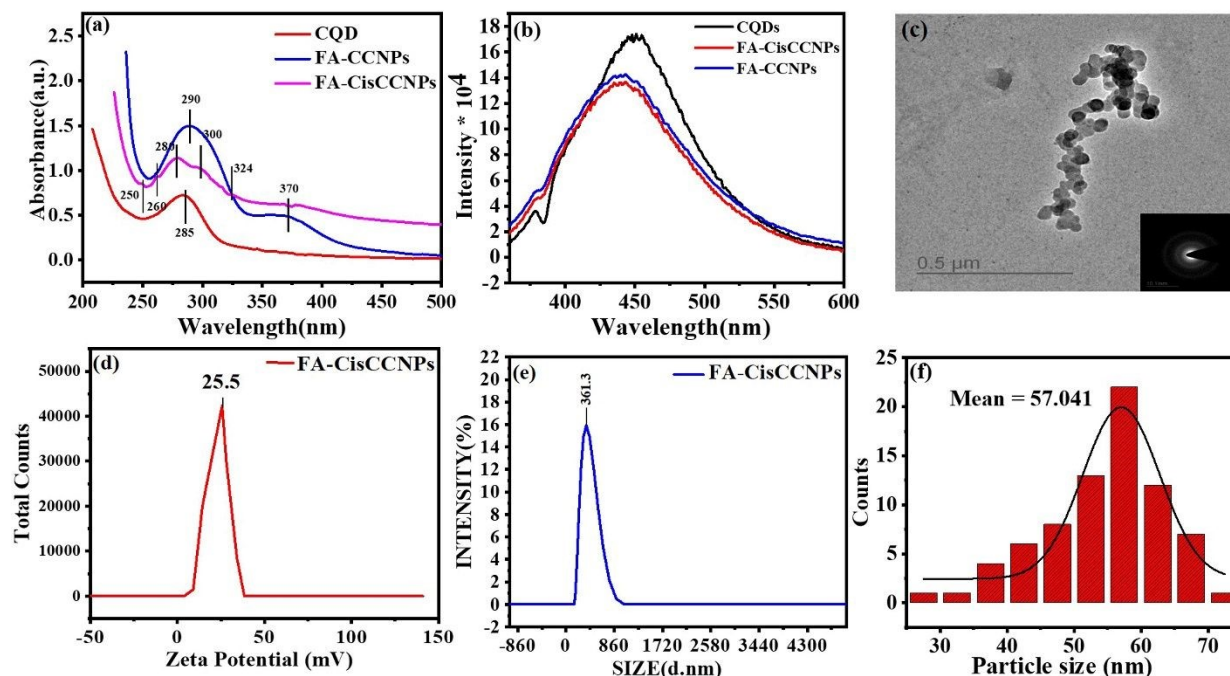 (a)
CQD
FA-CCNPs
FA-CisCCNPs
2.5
2.0
1.5
1.0
0.5
0.0
290
280
300
324
370
250
260
285
Absorbance(a.u.)
200 250 300 350 400 450 500
Wavelength(nm)
(b)
CQDs
FA-CisCCNPs
FA-CCNPs
18
16
14
12
10
8
6
4
2
0
-2
Intensity * 10^4
400 450 500 550 600
Wavelength(nm)
(c)
0.5 µm
(d)
FA-CisCCNPs
25.5
50000
40000
30000
20000
10000
0
Total Counts
-50 0 50 100 150
Zeta Potential (mV)
(e)
FA-CisCCNPs
361.3
22
20
18
16
14
12
10
8
6
4
2
0
-2
INTENSITY(%)
-860 0 860 1720 2580 3440 4300
SIZE(d.nm)
(f)
Mean = 57.041
25
20
15
10
5
0
Counts
30 40 50 60 70
Particle size (nm)